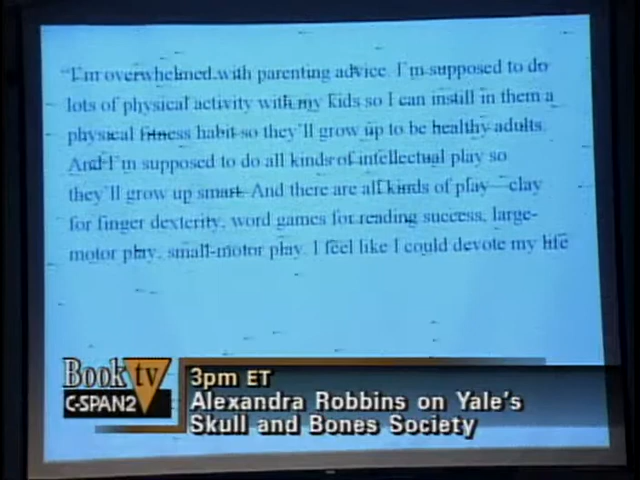 "I'm overwhelmed with parenting advice. I'm supposed to do
lots of physical activity with my kids so I can instill in them a
physical fitness habit so they'll grow up to be healthy adults.
And I'm supposed to do all kinds of intellectual play so
they'll grow up smart. And there are all kinds of play—clay
for finger dexterity, word games for reading success, large-
motor play, small-motor play. I feel like I could devote my life
Book tv
C-SPAN2
3pm ET
Alexandra Robbins on Yale's
Skull and Bones Society